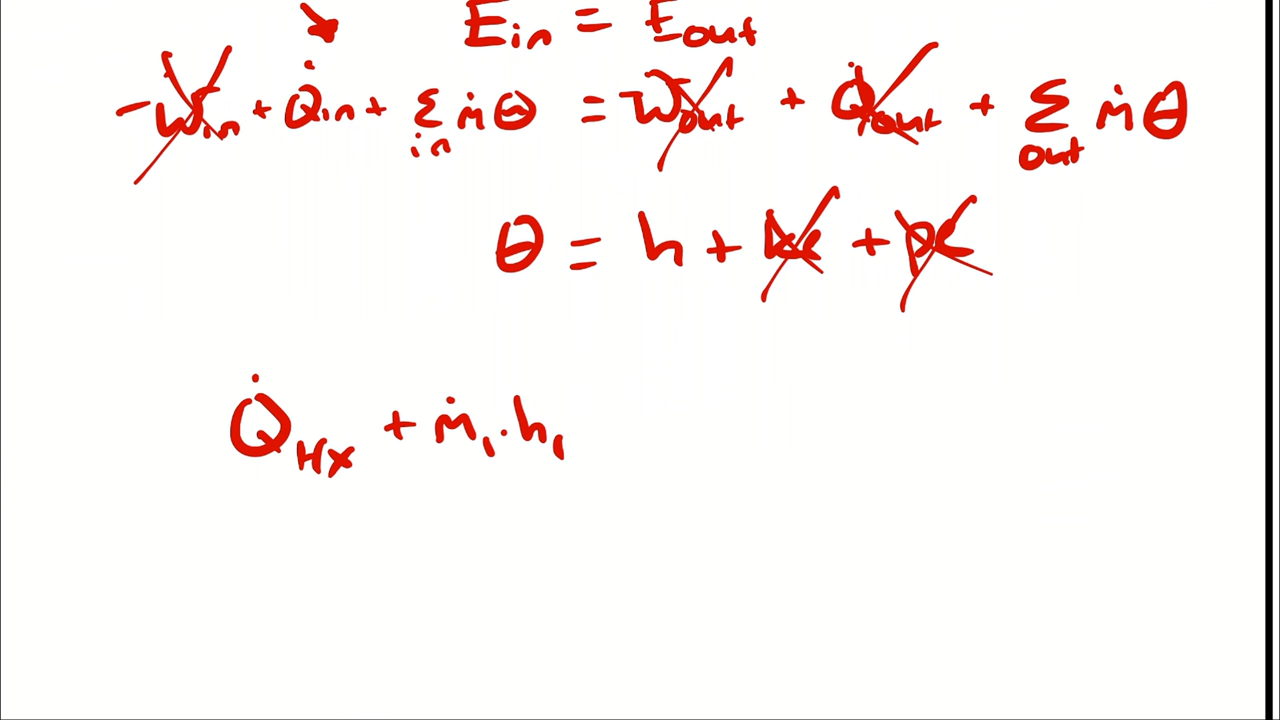 Ein = Eout
-Ẇin + Q̇in + Σin ṁθ = Ẇout + Q̇out + Σout ṁθ
θ = h + ke + pe
Q̇Hx + ṁ1·h1